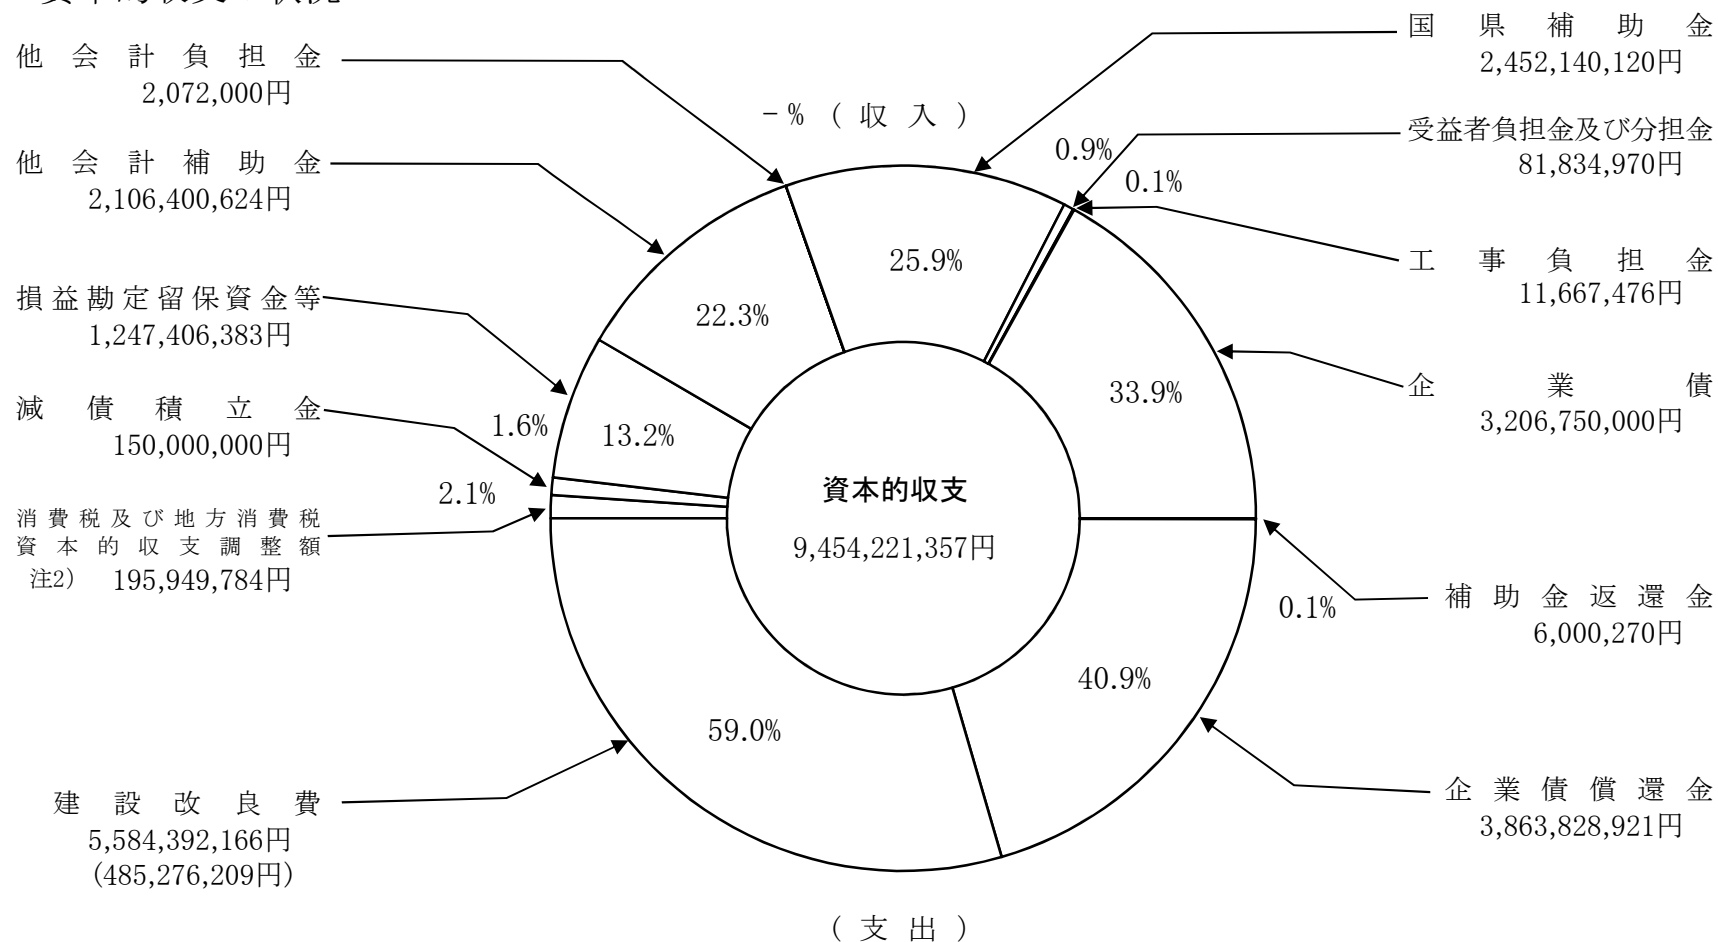 他会計負担金
2,072,000円
他会計補助金
2,106,400,624円
損益勘定留保資金等
1,247,406,383円
減債積立金
150,000,000円
消費税及び地方消費税
資本的収支調整額
注2) 195,949,784円
建設改良費
5,584,392,166円
(485,276,209円)
-%(収入)
25.9%
0.9%
0.1%
22.3%
33.9%
1.6%
13.2%
2.1%
資本的収支
9,454,221,357円
0.1%
40.9%
59.0%
(支出)
国県補助金
2,452,140,120円
受益者負担金及び分担金
81,834,970円
工事負担金
11,667,476円
企業債
3,206,750,000円
補助金返還金
6,000,270円
企業債償還金
3,863,828,921円